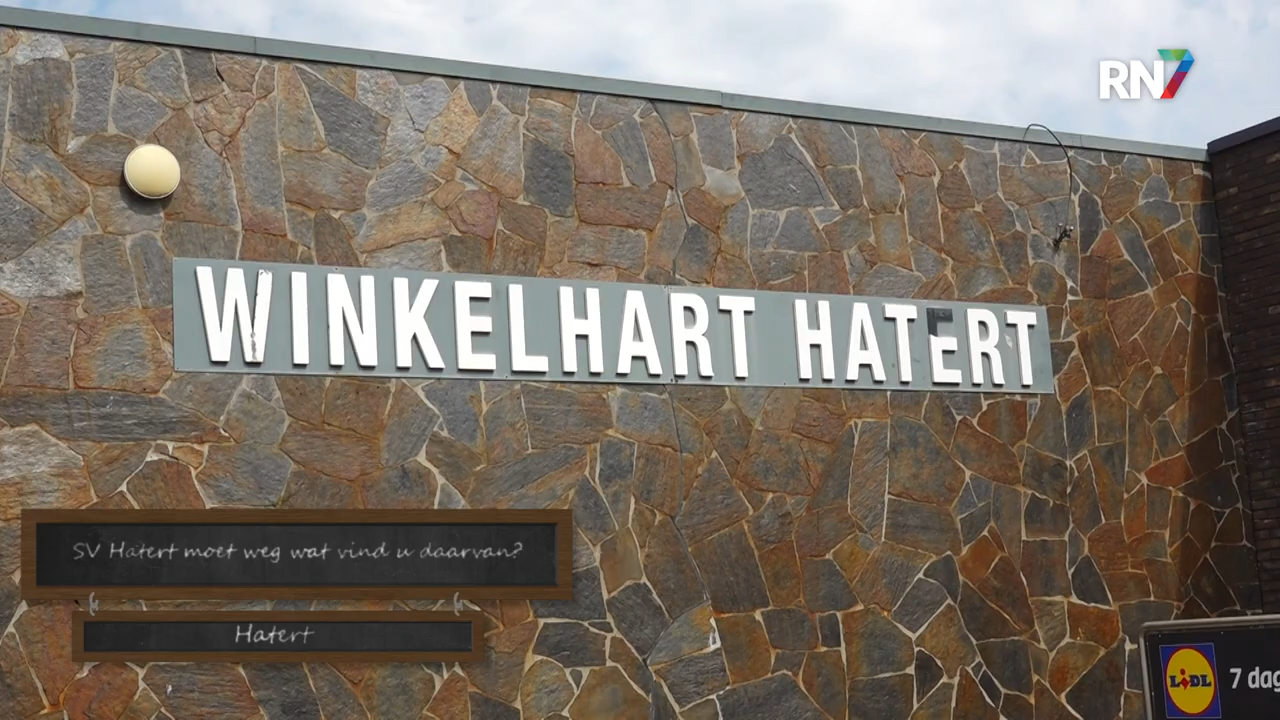 RN7
WINKELHART HATERT
SV Hatert moet weg wat vind u daarvan?
Hatert
LIDL 7 dag